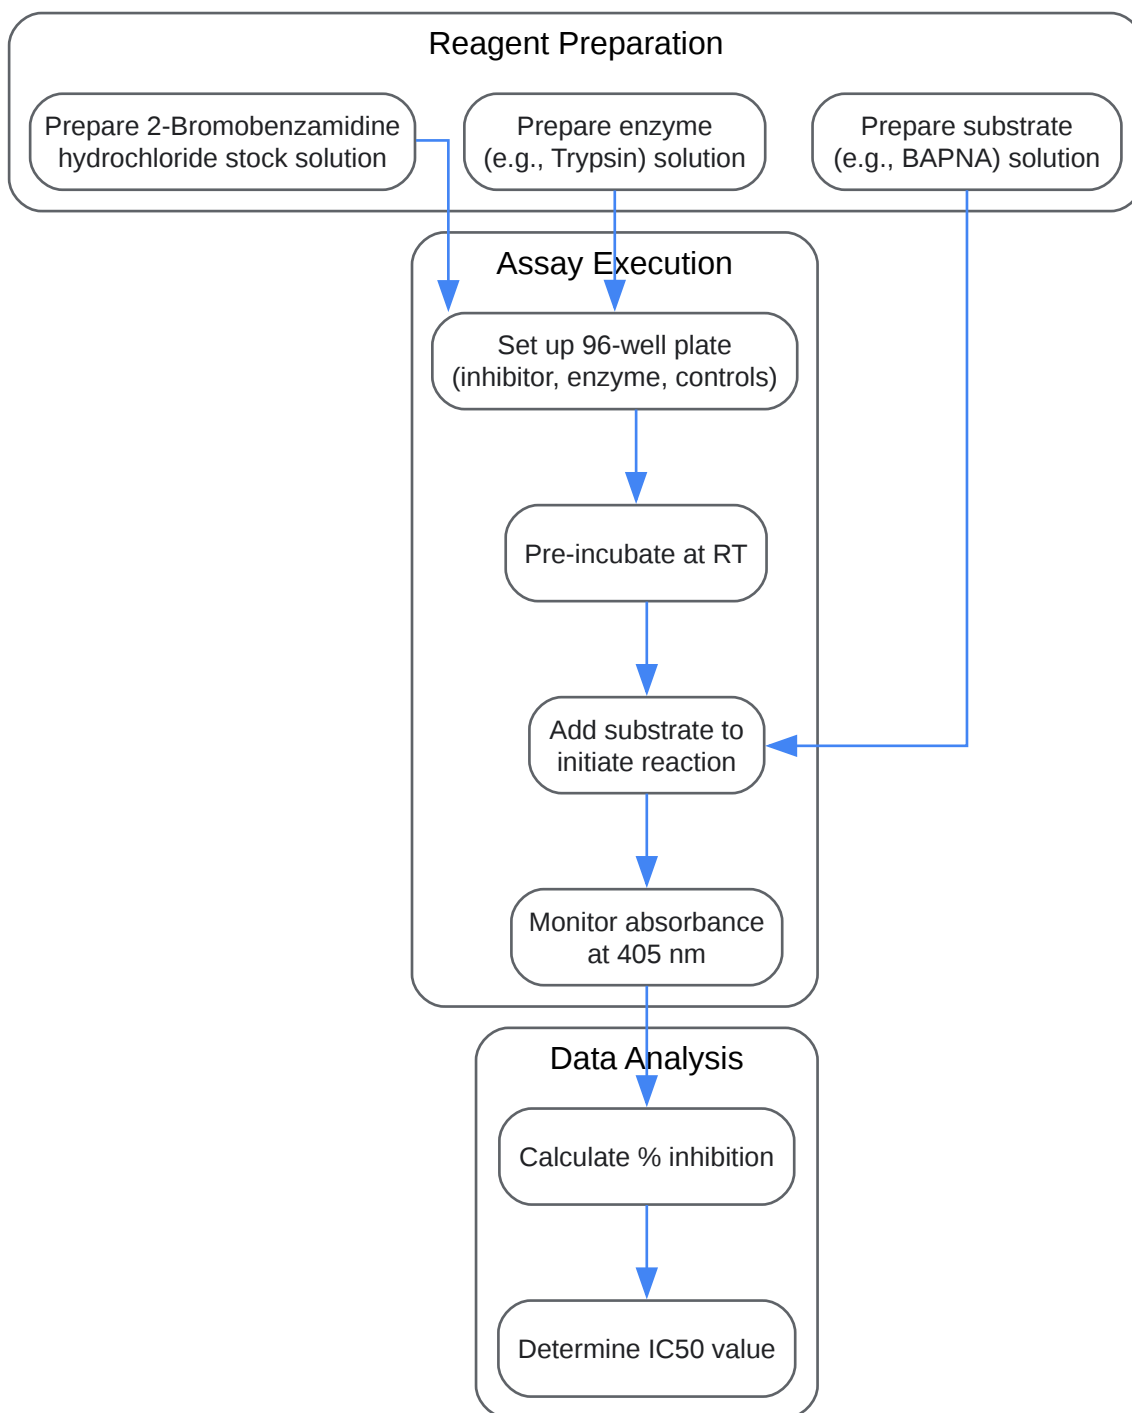 Reagent Preparation
Prepare 2-Bromobenzamidine
hydrochloride stock solution
Prepare enzyme
(e.g., Trypsin) solution
Prepare substrate
(e.g., BAPNA) solution
Assay Execution
Set up 96-well plate
(inhibitor, enzyme, controls)
Pre-incubate at RT
Add substrate to
initiate reaction
Monitor absorbance
at 405 nm
Data Analysis
Calculate % inhibition
Determine IC50 value